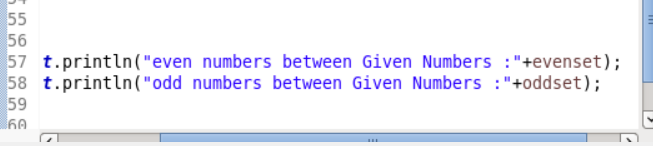 55
56
57 t.println("even numbers between Given Numbers :"+evenset);
58 t.println("odd numbers between Given Numbers :"+oddset);
59
60